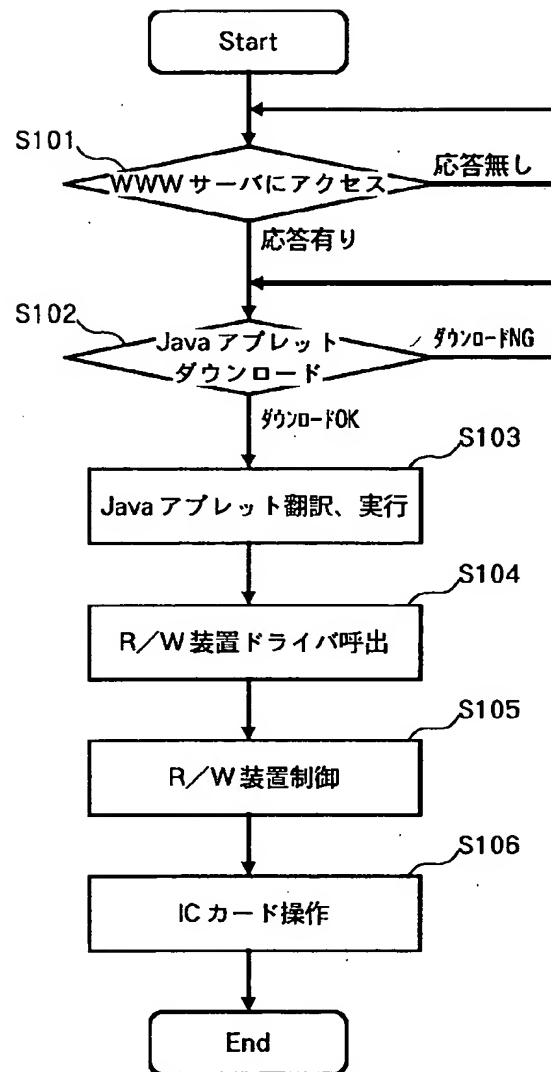 Start
S101
WWWサーバにアクセス
応答無し
応答有り
S102
Javaアプレット
ダウンロード
ダウンロードNG
ダウンロードOK
S103
Javaアプレット翻訳、実行
S104
R／W装置ドライバ呼出
S105
R／W装置制御
S106
ICカード操作
End